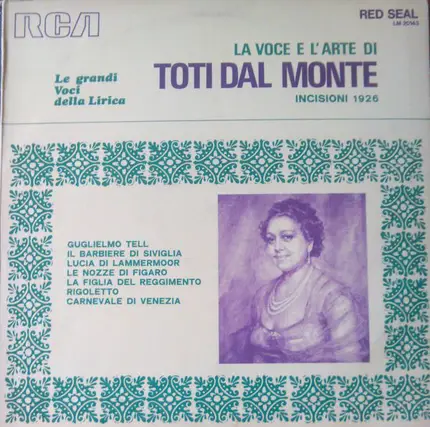 RCA
RED SEAL
LA VOCE E L'ARTE DI
TOTI DAL MONTE
INCISIONI 1926
Le grandi
Voci
della Lirica
GUGLIELMO TELL
IL BARBIERE DI SIVIGLIA
LUCIA DI LAMMERMOOR
LE NOZZE DI FIGARO
LA FIGLIA DEL REGGIMENTO
RIGOLETTO
CARNEVALE DI VENEZIA